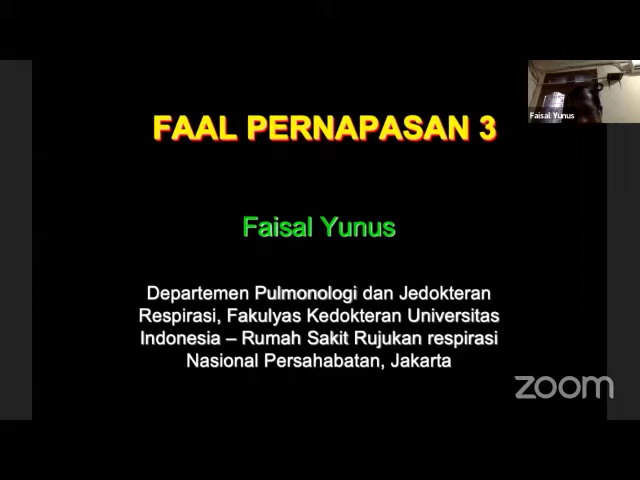 FAAL PERNAPASAN 3
Faisal Yunus
Faisal Yunus
Departemen Pulmonologi dan Jedokteran
Respirasi, Fakulyas Kedokteran Universitas
Indonesia – Rumah Sakit Rujukan respirasi
Nasional Persahabatan, Jakarta
zoom